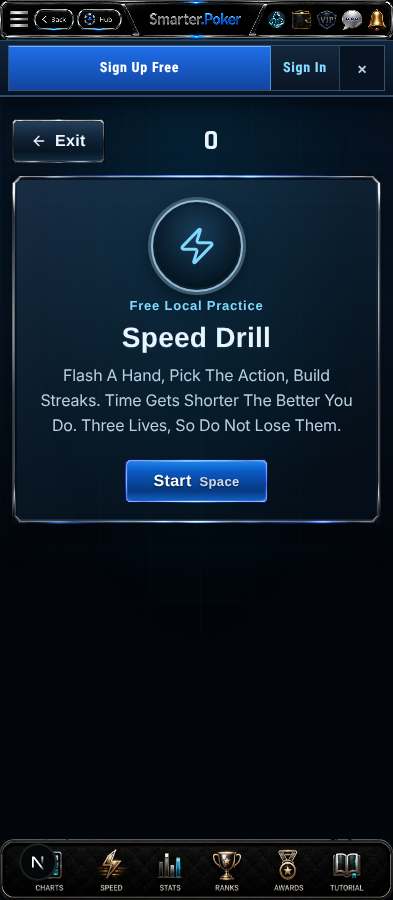 Back
Hub
Smarter.Poker
VIP
Sign Up Free
Sign In
×
← Exit
0
Free Local Practice
Speed Drill
Flash A Hand, Pick The Action, Build
Streaks. Time Gets Shorter The Better You
Do. Three Lives, So Do Not Lose Them.
Start Space
N
CHARTS
SPEED
STATS
RANKS
AWARDS
TUTORIAL